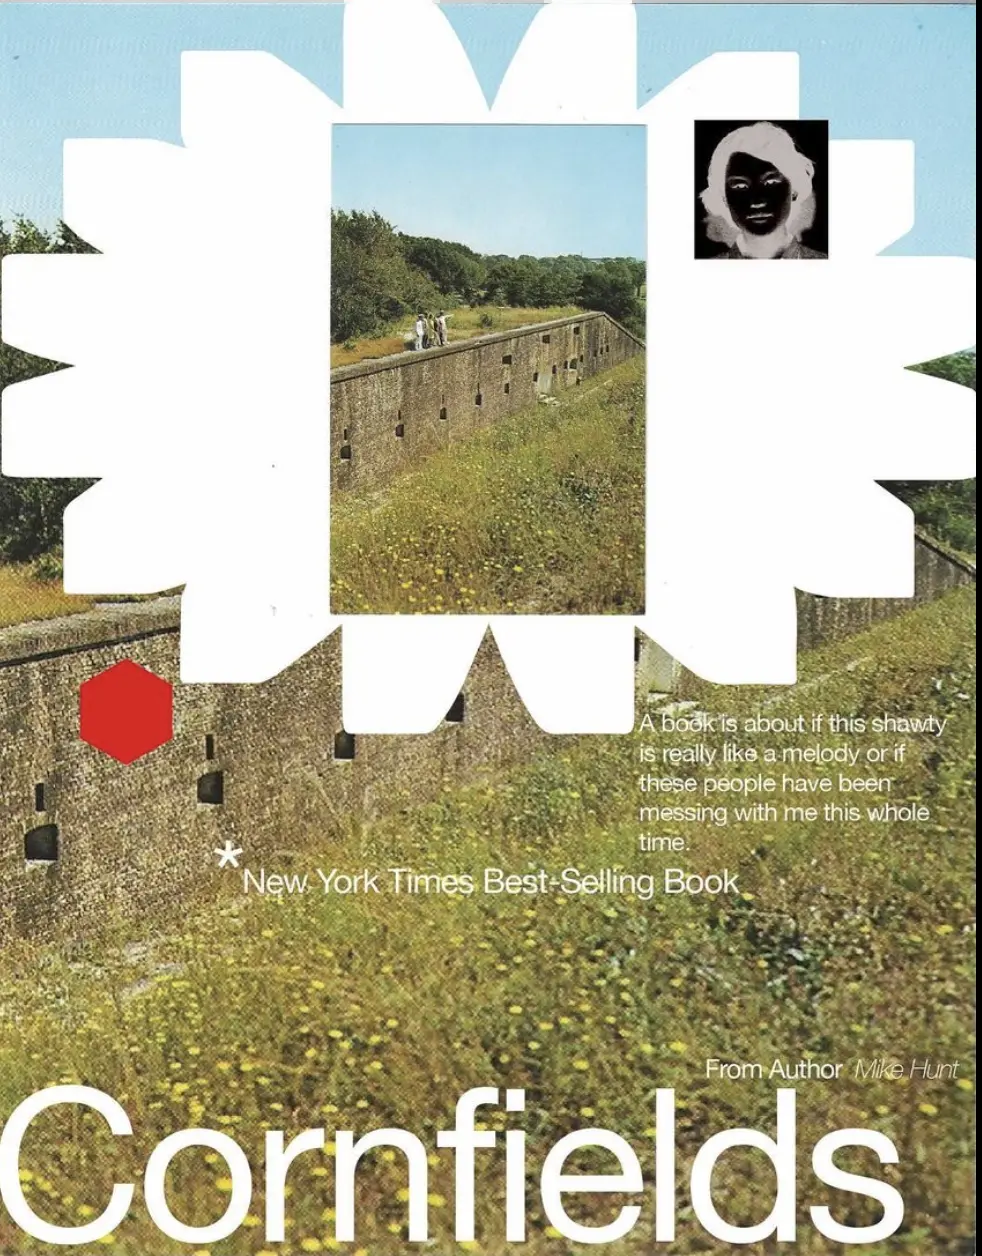 A book is about if this shawty
is really like a melody or if
these people have been
messing with me this whole
time.
*New York Times Best-Selling Book
From Author Mike Hunt
Cornfields